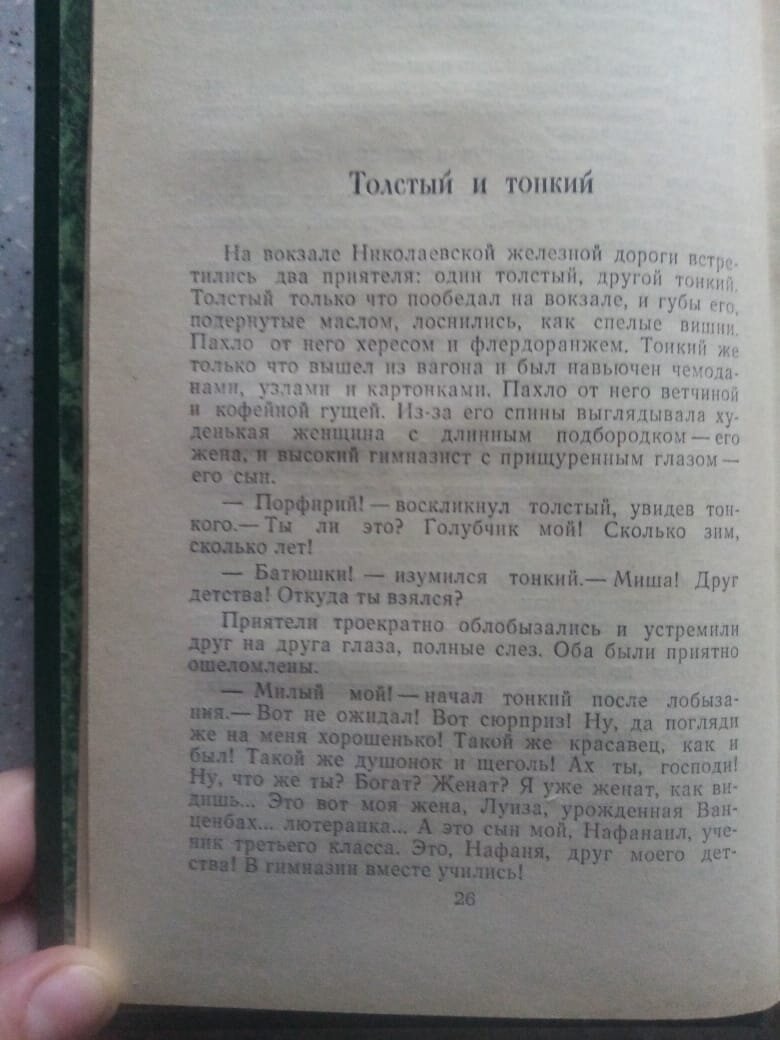 Толстый и тонкий
На вокзале Николаевской железной дороги встре-
тились два приятеля: один толстый, другой тонкий.
Толстый только что пообедал на вокзале, и губы его,
подернутые маслом, лоснились, как спелые вишни.
Пахло от него хересом и флердоранжем. Тонкий же
только что вышел из вагона и был навьючен чемода-
нами, узлами и картонками. Пахло от него ветчиной
и кофейной гущей. Из-за его спины выглядывала ху-
денькая женщина с длинным подбородком — его
жена, и высокий гимназист с прищуренным глазом —
его сын.
— Порфирий! — воскликнул толстый, увидев тон-
кого.— Ты ли это? Голубчик мой! Сколько зим,
сколько лет!
— Батюшки! — изумился тонкий.— Миша! Друг
детства! Откуда ты взялся?
Приятели троекратно облобызались и устремили
друг на друга глаза, полные слез. Оба были приятно
ошеломлены.
— Милый мой! — начал тонкий после лобыза-
ния.— Вот не ожидал! Вот сюрприз! Ну, да погляди
же на меня хорошенько! Такой же красавец, как и
был! Такой же душонок и щеголь! Ах ты, господи!
Ну, что же ты? Богат? Женат? Я уже женат, как ви-
дишь... Это вот моя жена, Луиза, урожденная Ван-
ценбах... лютеранка... А это сын мой, Нафанаил, уче-
ник третьего класса. Это, Нафаня, друг моего дет-
ства! В гимназии вместе учились!
26